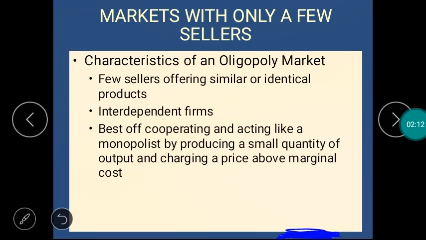 MARKETS WITH ONLY A FEW
SELLERS
• Characteristics of an Oligopoly Market
• Few sellers offering similar or identical
products
• Interdependent firms
• Best off cooperating and acting like a
monopolist by producing a small quantity of
output and charging a price above marginal
cost
02:12